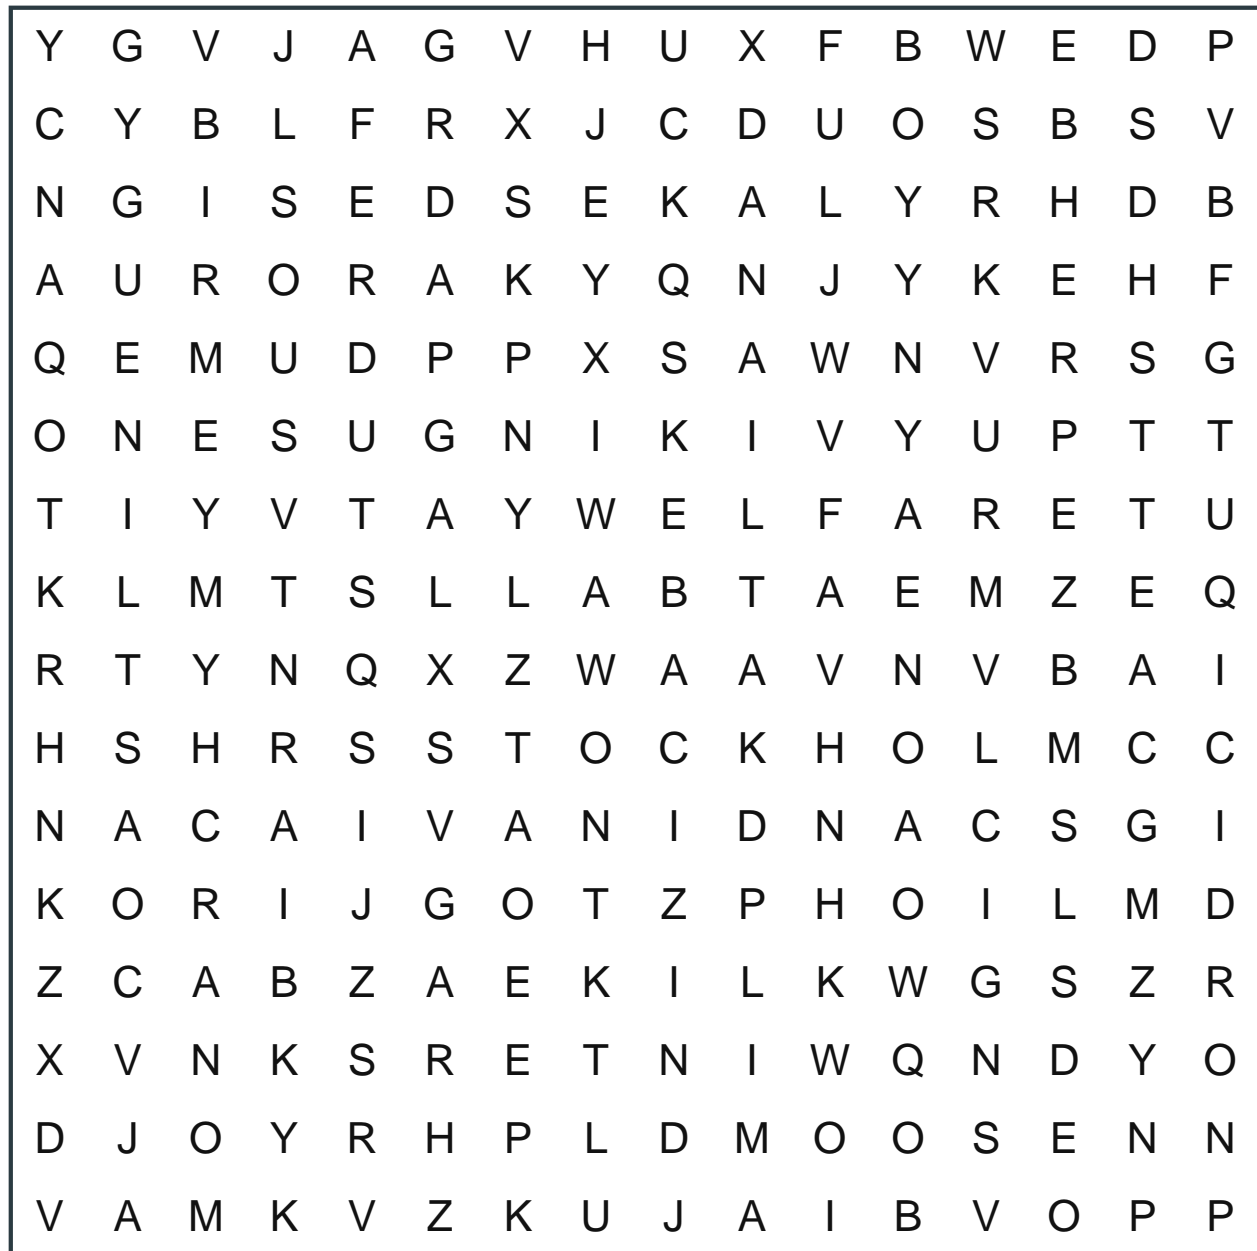 Y G V J A G V H U X F B W E D P
C Y B L F R X J C D U O S B S V
N G I S E D S E K A L Y R H D B
A U R O R A K Y Q N J Y K E H F
Q E M U D P P X S A W N V R S G
O N E S U G N I K I V Y U P T T
T I Y V T A Y W E L F A R E T U
K L M T S L L A B T A E M Z E Q
R T Y N Q X Z W A A V N V B A I
H S H R S S T O C K H O L M C C
N A C A I V A N I D N A C S G I
K O R I J G O T Z P H O I L M D
Z C A B Z A E K I L K W G S Z R
X V N K S R E T N I W Q N D Y O
D J O Y R H P L D M O O S E N N
V A M K V Z K U J A I B V O P P